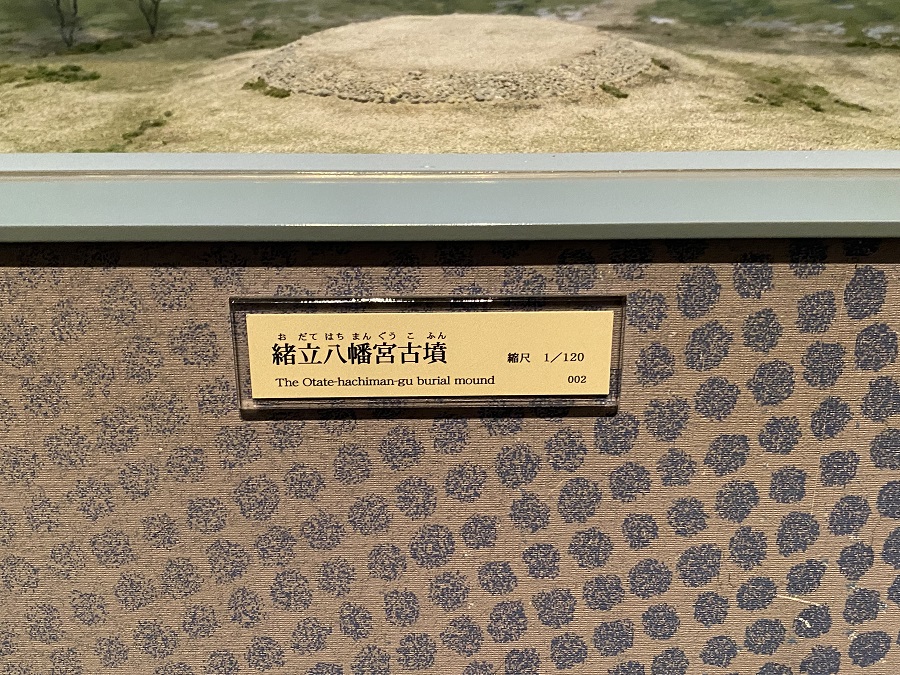 お だて はち まん ぐう こ ふん
緒立八幡宮古墳 縮尺 1/120
The Otate-hachiman-gu burial mound 002